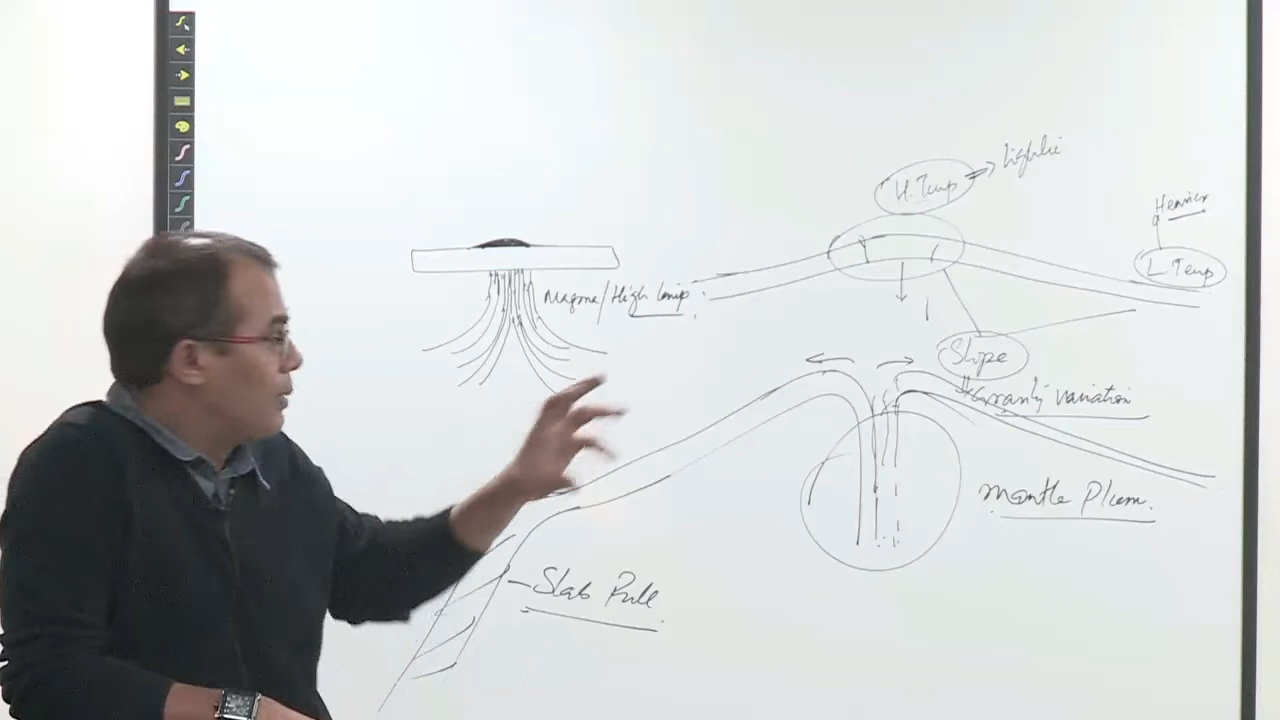 H. Temp
Lighter
Heavier
L Temp
Magma/High temp
Slope
Gravity variation
Mantle Plum.
Slab Pull